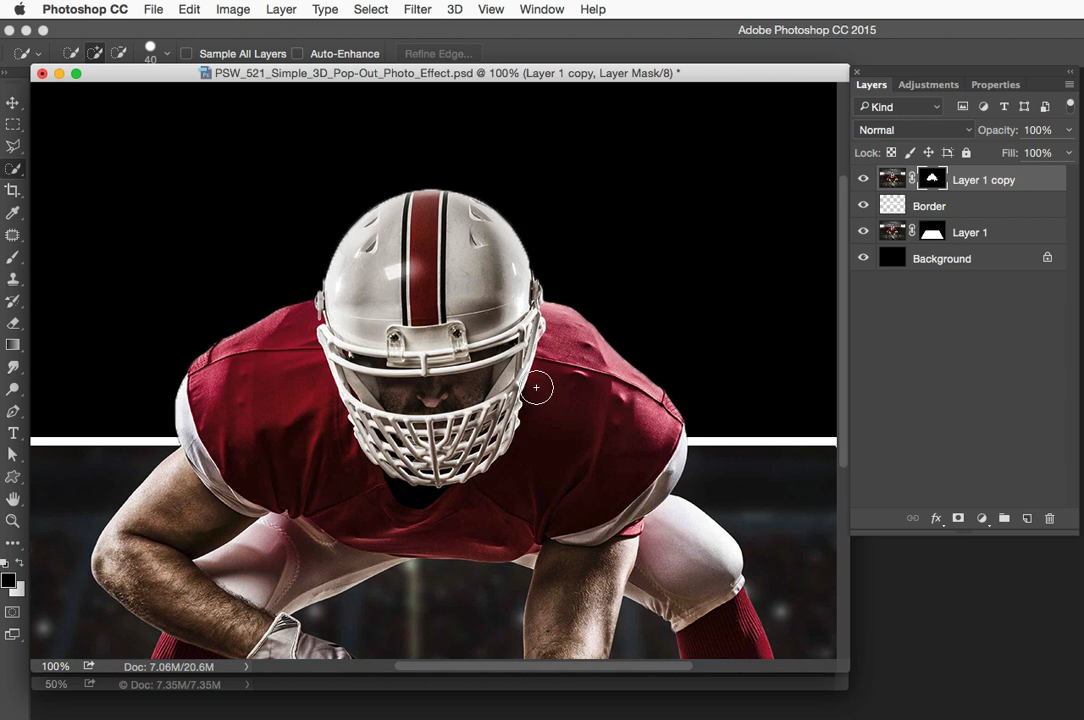 Photoshop CC File Edit Image Layer Type Select Filter 3D View Window Help
Adobe Photoshop CC 2015
40 Sample All Layers Auto-Enhance Refine Edge...
PSW_521_Simple_3D_Pop-Out_Photo_Effect.psd @ 100% (Layer 1 copy, Layer Mask/8) *
Layers Adjustments Properties
Kind T
Normal Opacity: 100%
Lock: Fill: 100%
Layer 1 copy
Border
Layer 1
Background
T
fx
100% Doc: 7.06M/20.6M
50% © Doc: 7.35M/7.35M